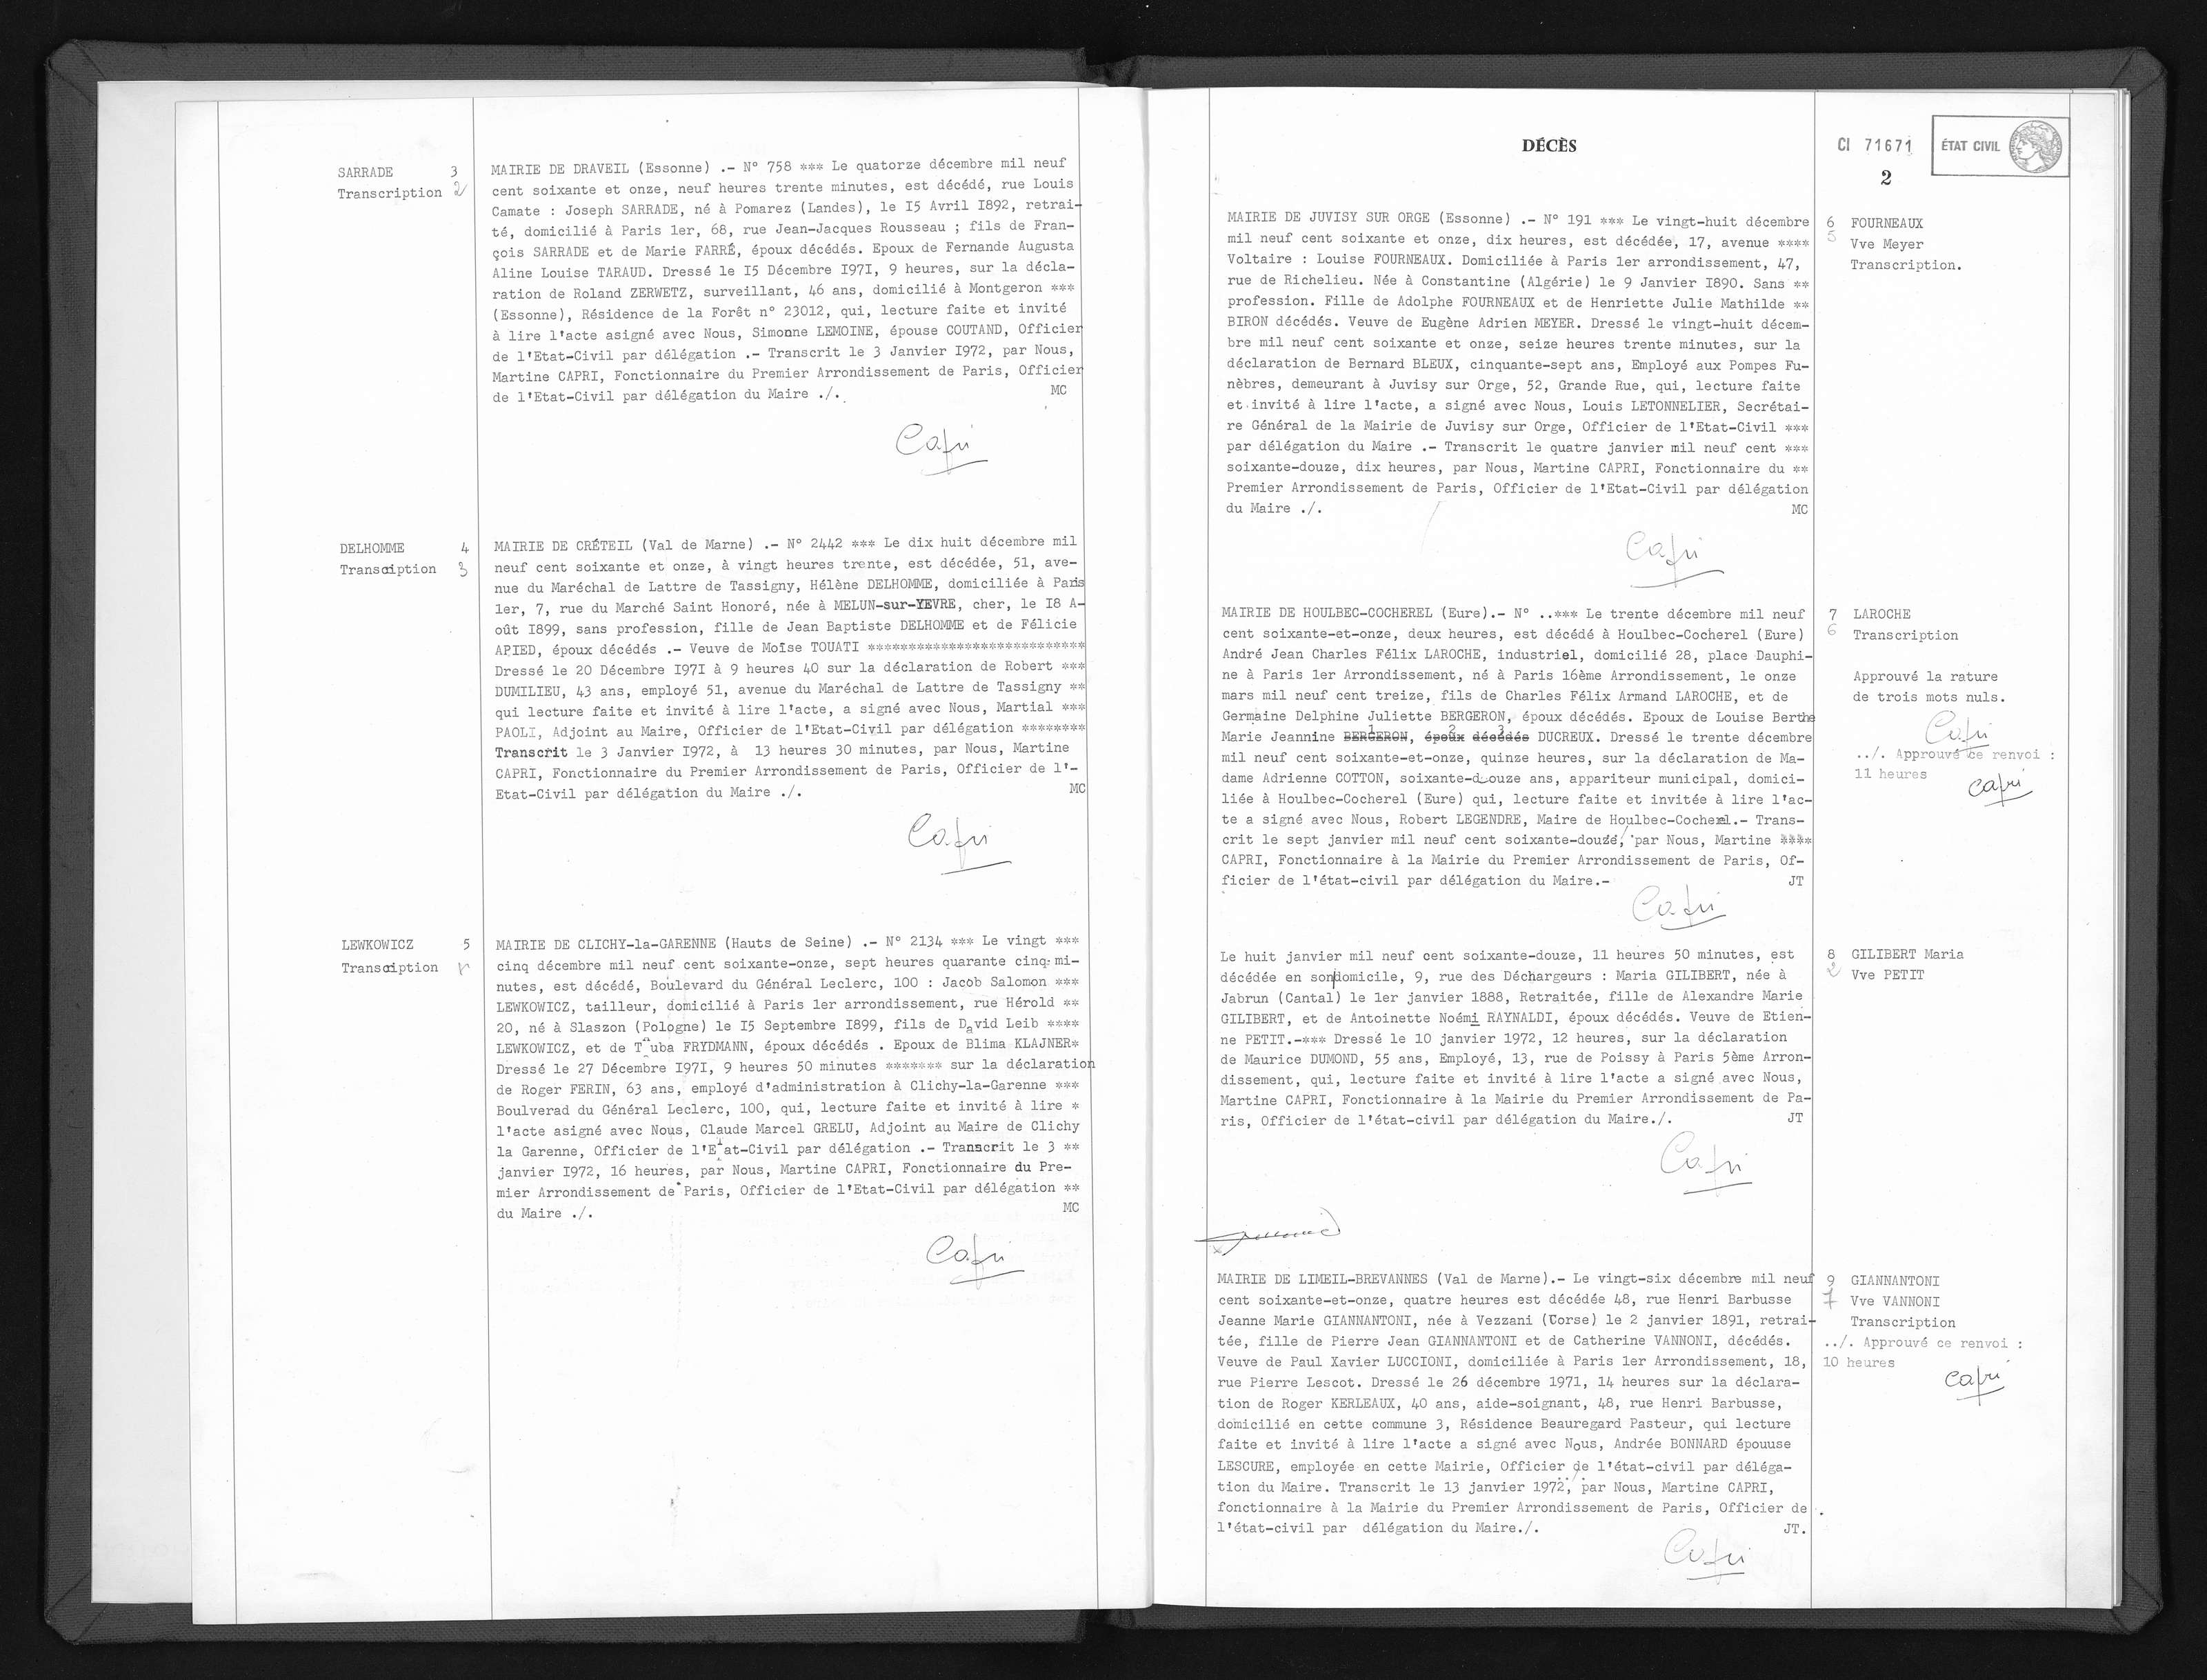 SARRADE 3
Transcription 2
MAIRIE DE DRAVEIL (Essonne) .- N° 758 *** Le quatorze décembre mil neuf
cent soixante et onze, neuf heures trente minutes, est décédé, rue Louis
Camate : Joseph SARRADE, né à Pomarez (Landes), le I5 Avril I892, retrai-
té, domicilié à Paris 1er, 68, rue Jean-Jacques Rousseau ; fils de Fran-
çois SARRADE et de Marie FARRÉ, époux décédés. Epoux de Fernande Augusta
Aline Louise TARAUD. Dressé le I5 Décembre I97I, 9 heures, sur la décla-
ration de Roland ZERWETZ, surveillant, 46 ans, domicilié à Montgeron ***
(Essonne), Résidence de la Forêt n° 23012, qui, lecture faite et invité
à lire l'acte asigné avec Nous, Simonne LEMOINE, épouse COUTAND, Officier
de l'Etat-Civil par délégation .- Transcrit le 3 Janvier I972, par Nous,
Martine CAPRI, Fonctionnaire du Premier Arrondissement de Paris, Officier
de l'Etat-Civil par délégation du Maire ./. MC
Capri
DELHOMME 4
Transcription 3
MAIRIE DE CRÉTEIL (Val de Marne) .- N° 2442 *** Le dix huit décembre mil
neuf cent soixante et onze, à vingt heures trente, est décédée, 51, ave-
nue du Maréchal de Lattre de Tassigny, Hélène DELHOMME, domiciliée à Paris
1er, 7, rue du Marché Saint Honoré, née à MELUN-sur-YEVRE, cher, le I8 A-
oût I899, sans profession, fille de Jean Baptiste DELHOMME et de Félicie
APIED, époux décédés .- Veuve de Moîse TOUATI ***************************
Dressé le 20 Décembre I97I à 9 heures 40 sur la déclaration de Robert ***
DUMILIEU, 43 ans, employé 51, avenue du Maréchal de Lattre de Tassigny **
qui lecture faite et invité à lire l'acte, a signé avec Nous, Martial ***
PAOLI, Adjoint au Maire, Officier de l'Etat-Civil par délégation ********
Transcrit le 3 Janvier I972, à 13 heures 30 minutes, par Nous, Martine
CAPRI, Fonctionnaire du Premier Arrondissement de Paris, Officier de l'-
Etat-Civil par délégation du Maire ./. MC
Capri
LEWKOWICZ 5
Transcription
MAIRIE DE CLICHY-la-GARENNE (Hauts de Seine) .- N° 2134 *** Le vingt ***
cinq décembre mil neuf cent soixante-onze, sept heures quarante cinq mi-
nutes, est décédé, Boulevard du Général Leclerc, 100 : Jacob Salomon ***
LEWKOWICZ, tailleur, domicilié à Paris 1er arrondissement, rue Hérold **
20, né à Slaszon (Pologne) le I5 Septembre I899, fils de David Leib ****
LEWKOWICZ, et de Tauba FRYDMANN, époux décédés . Epoux de Blima KLAJNER*
Dressé le 27 Décembre I97I, 9 heures 50 minutes ******* sur la déclaration
de Roger FERIN, 63 ans, employé d'administration à Clichy-la-Garenne ***
Boulverad du Général Leclerc, 100, qui, lecture faite et invité à lire *
l'acte asigné avec Nous, Claude Marcel GRELU, Adjoint au Maire de Clichy
la Garenne, Officier de l'Etat-Civil par délégation .- Transcrit le 3 **
janvier I972, 16 heures, par Nous, Martine CAPRI, Fonctionnaire du Pre-
mier Arrondissement de Paris, Officier de l'Etat-Civil par délégation **
du Maire ./. MC
Capri
DÉCÈS
CI 71671
2
ÉTAT CIVIL
MAIRIE DE JUVISY SUR ORGE (Essonne) .- N° 191 *** Le vingt-huit décembre
mil neuf cent soixante et onze, dix heures, est décédée, 17, avenue ****
Voltaire : Louise FOURNEAUX. Domiciliée à Paris 1er arrondissement, 47,
rue de Richelieu. Née à Constantine (Algérie) le 9 Janvier I890. Sans **
profession. Fille de Adolphe FOURNEAUX et de Henriette Julie Mathilde **
BIRON décédés. Veuve de Eugène Adrien MEYER. Dressé le vingt-huit décem-
bre mil neuf cent soixante et onze, seize heures trente minutes, sur la
déclaration de Bernard BLEUX, cinquante-sept ans, Employé aux Pompes Fu-
nèbres, demeurant à Juvisy sur Orge, 52, Grande Rue, qui, lecture faite
et invité à lire l'acte, a signé avec Nous, Louis LETONNELIER, Secrétai-
re Général de la Mairie de Juvisy sur Orge, Officier de l'Etat-Civil ***
par délégation du Maire .- Transcrit le quatre janvier mil neuf cent ***
soixante-douze, dix heures, par Nous, Martine CAPRI, Fonctionnaire du **
Premier Arrondissement de Paris, Officier de l'Etat-Civil par délégation
du Maire ./. MC
Capri
6 FOURNEAUX
5 Vve Meyer
Transcription.
MAIRIE DE HOULBEC-COCHEREL (Eure).- N° ..*** Le trente décembre mil neuf
cent soixante-et-onze, deux heures, est décédé à Houlbec-Cocherel (Eure)
André Jean Charles Félix LAROCHE, industriel, domicilié 28, place Dauphi-
ne à Paris 1er Arrondissement, né à Paris 16ème Arrondissement, le onze
mars mil neuf cent treize, fils de Charles Félix Armand LAROCHE, et de
Germaine Delphine Juliette BERGERON, époux décédés. Epoux de Louise Berthe
Marie Jeannine BERGERON, époux décédés DUCREUX. Dressé le trente décembre
mil neuf cent soixante-et-onze, quinze heures, sur la déclaration de Ma-
dame Adrienne COTTON, soixante-douze ans, appariteur municipal, domici-
liée à Houlbec-Cocherel (Eure) qui, lecture faite et invitée à lire l'ac-
te a signé avec Nous, Robert LEGENDRE, Maire de Houlbec-Cocherel.- Trans-
crit le sept janvier mil neuf cent soixante-douze, par Nous, Martine ****
CAPRI, Fonctionnaire à la Mairie du Premier Arrondissement de Paris, Of-
ficier de l'état-civil par délégation du Maire.- JT
Capri
7 LAROCHE
6 Transcription
Approuvé la rature
de trois mots nuls.
Capri
../. Approuvé ce renvoi :
11 heures
Capri
Le huit janvier mil neuf cent soixante-douze, 11 heures 50 minutes, est
décédée en son domicile, 9, rue des Déchargeurs : Maria GILIBERT, née à
Jabrun (Cantal) le 1er janvier 1888, Retraitée, fille de Alexandre Marie
GILIBERT, et de Antoinette Noémi RAYNALDI, époux décédés. Veuve de Etien-
ne PETIT.-*** Dressé le 10 janvier 1972, 12 heures, sur la déclaration
de Maurice DUMOND, 55 ans, Employé, 13, rue de Poissy à Paris 5ème Arron-
dissement, qui, lecture faite et invité à lire l'acte a signé avec Nous,
Martine CAPRI, Fonctionnaire à la Mairie du Premier Arrondissement de Pa-
ris, Officier de l'état-civil par délégation du Maire./. JT
Capri
8 GILIBERT Maria
2 Vve PETIT
MAIRIE DE LIMEIL-BREVANNES (Val de Marne).- Le vingt-six décembre mil neuf
cent soixante-et-onze, quatre heures est décédée 48, rue Henri Barbusse
Jeanne Marie GIANNANTONI, née à Vezzani (Corse) le 2 janvier 1891, retrai-
tée, fille de Pierre Jean GIANNANTONI et de Catherine VANNONI, décédés.
Veuve de Paul Xavier LUCCIONI, domiciliée à Paris 1er Arrondissement, 18,
rue Pierre Lescot. Dressé le 26 décembre 1971, 14 heures sur la déclara-
tion de Roger KERLEAUX, 40 ans, aide-soignant, 48, rue Henri Barbusse,
domicilié en cette commune 3, Résidence Beauregard Pasteur, qui lecture
faite et invité à lire l'acte a signé avec Nous, Andrée BONNARD épouuse
LESCURE, employée en cette Mairie, Officier de l'état-civil par déléga-
tion du Maire. Transcrit le 13 janvier 1972, par Nous, Martine CAPRI,
fonctionnaire à la Mairie du Premier Arrondissement de Paris, Officier de
l'état-civil par délégation du Maire./. JT.
Capri
9 GIANNANTONI
7 Vve VANNONI
Transcription
../. Approuvé ce renvoi :
10 heures
Capri